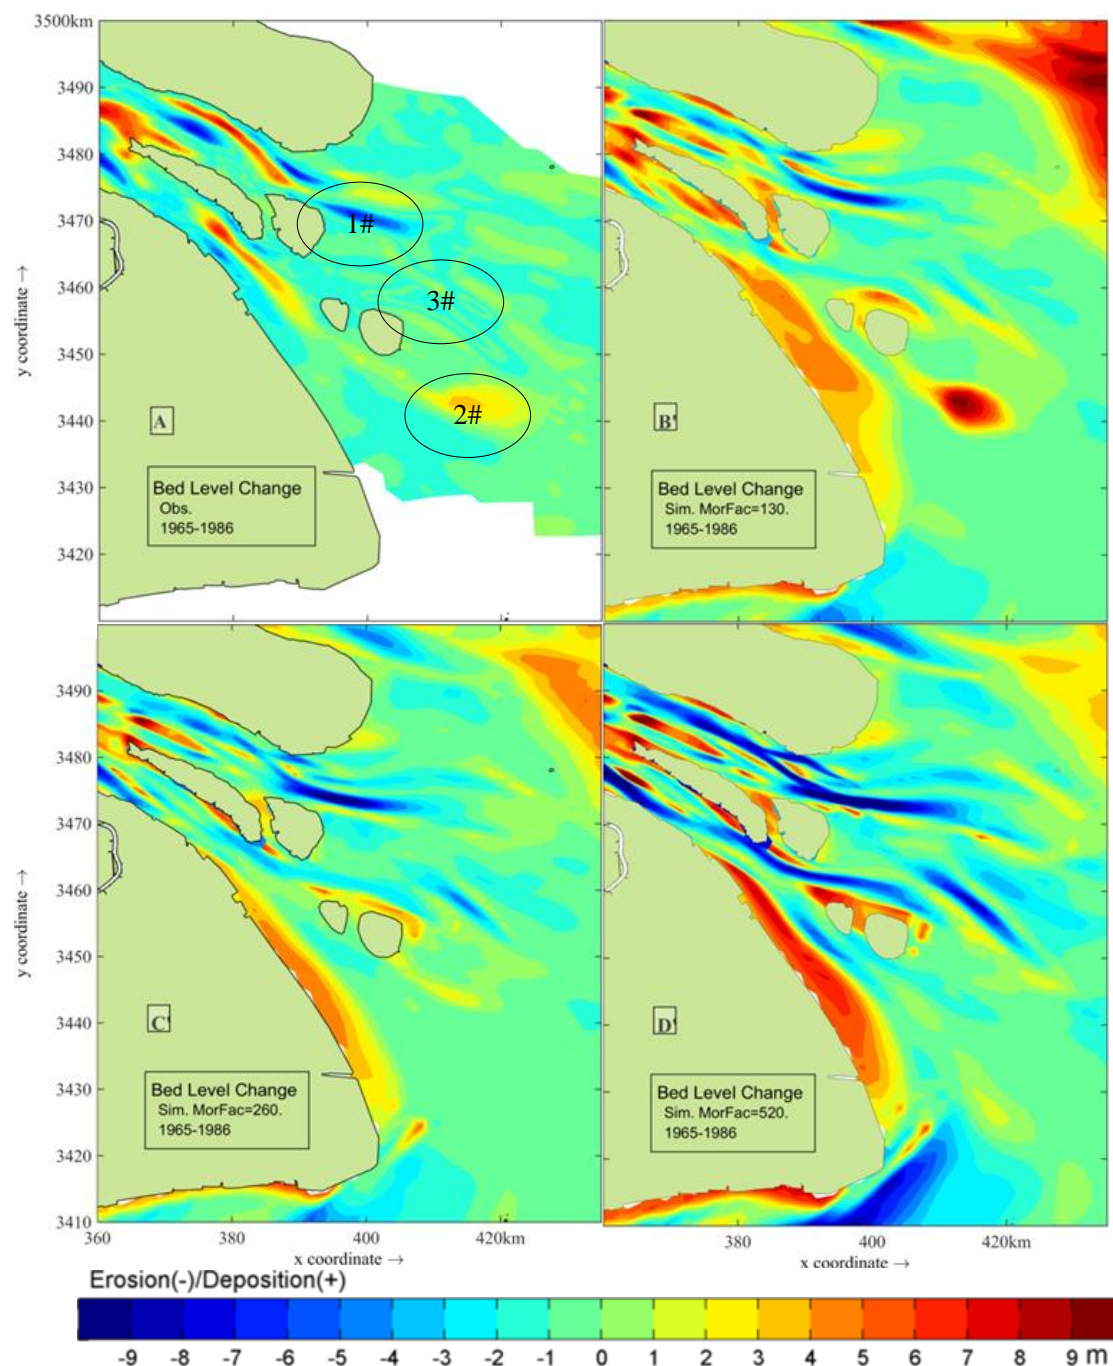 3500km
3490
3480
3470
3460
3450
3440
3430
3420
y coordinate →
1#
3#
2#
A
Bed Level Change
Obs.
1965-1986
B'
Bed Level Change
Sim. MorFac=130.
1965-1986
3490
3480
3470
3460
3450
3440
3430
3420
3410
y coordinate →
C'
Bed Level Change
Sim. MorFac=260.
1965-1986
D'
Bed Level Change
Sim. MorFac=520.
1965-1986
360 380 400 420km
x coordinate →
380 400 420km
x coordinate →
Erosion(-)/Deposition(+)
-9 -8 -7 -6 -5 -4 -3 -2 -1 0 1 2 3 4 5 6 7 8 9 m